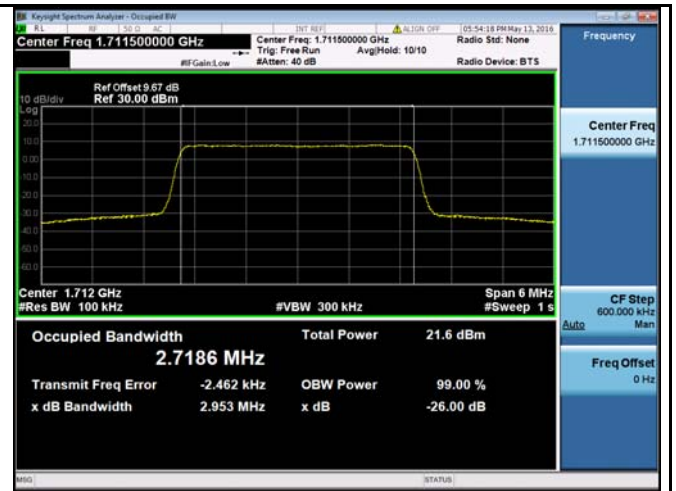 Keysight Spectrum Analyzer - Occupied BW
RL RF 50 Ω AC INT REF ALIGN OFF 05:54:18 PM May 13, 2016
Center Freq 1.711500000 GHz
Center Freq: 1.711500000 GHz
Radio Std: None
Trig: Free Run Avg|Hold: 10/10
#IFGain:Low #Atten: 40 dB
Radio Device: BTS
Frequency
Ref Offset 9.67 dB
10 dB/div Ref 30.00 dBm
Log
20.0
10.0
0.00
10.0
20.0
30.0
40.0
50.0
60.0
Center Freq
1.711500000 GHz
Center 1.712 GHz Span 6 MHz
#Res BW 100 kHz #VBW 300 kHz #Sweep 1 s
CF Step
600.000 kHz
Auto Man
Occupied Bandwidth Total Power 21.6 dBm
2.7186 MHz
Transmit Freq Error -2.462 kHz OBW Power 99.00 %
x dB Bandwidth 2.953 MHz x dB -26.00 dB
Freq Offset
0 Hz
MSG STATUS